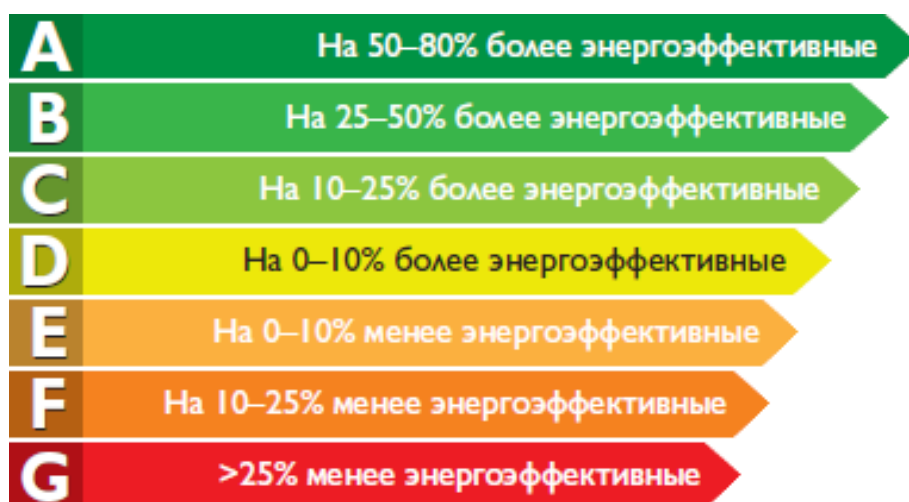 A На 50–80% более энергоэффективные
B На 25–50% более энергоэффективные
C На 10–25% более энергоэффективные
D На 0–10% более энергоэффективные
E На 0–10% менее энергоэффективные
F На 10–25% менее энергоэффективные
G >25% менее энергоэффективные